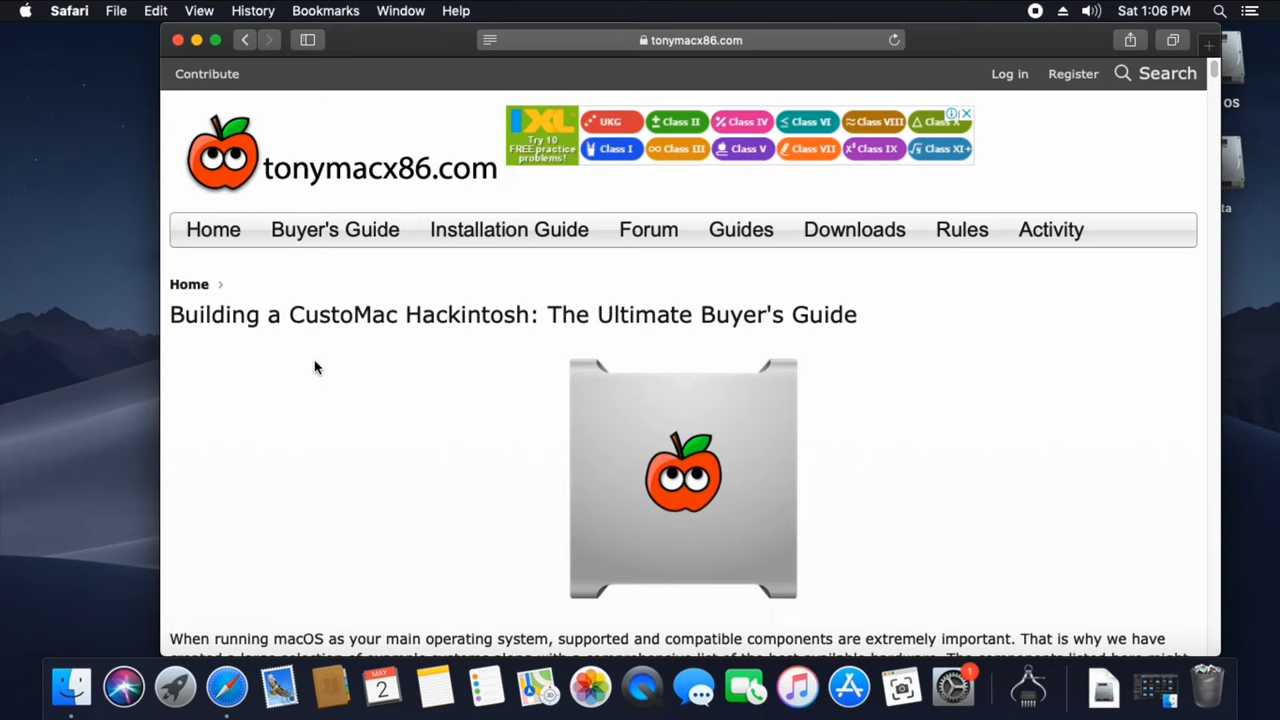 Safari File Edit View History Bookmarks Window Help Sat 1:06 PM
tonymacx86.com
Contribute Log in Register Search
OS
IXL
Try 10
FREE practice
problems!
UKG Class II Class IV Class VI Class VIII Class X
Class I Class III Class V Class VII Class IX Class XI+
tonymacx86.com
ta
Home Buyer's Guide Installation Guide Forum Guides Downloads Rules Activity
Home >
Building a CustoMac Hackintosh: The Ultimate Buyer's Guide
When running macOS as your main operating system, supported and compatible components are extremely important. That is why we have
MAY
2
1